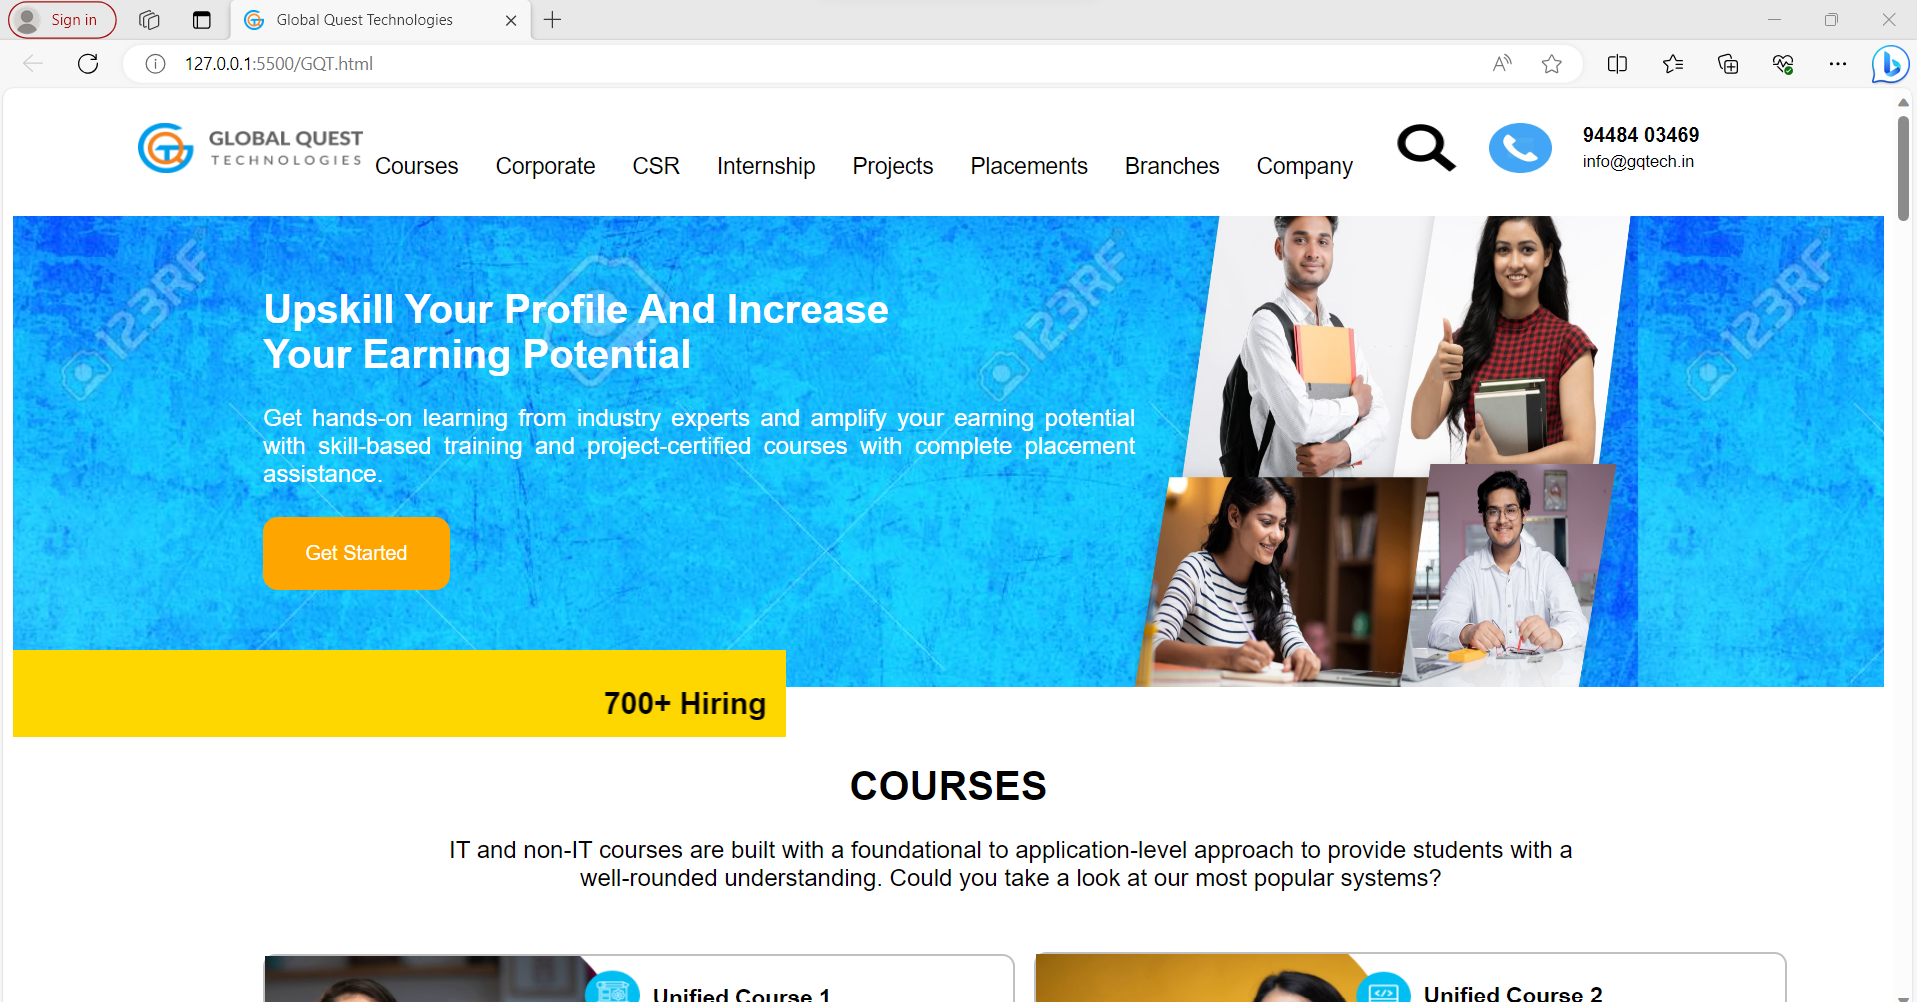 Sign in
Global Quest Technologies
127.0.0.1:5500/GQT.html
GLOBAL QUEST
TECHNOLOGIES
Courses Corporate CSR Internship Projects Placements Branches Company
94484 03469
info@gqtech.in
Upskill Your Profile And Increase
Your Earning Potential
Get hands-on learning from industry experts and amplify your earning potential
with skill-based training and project-certified courses with complete placement
assistance.
Get Started
123RF
123RF
123RF
700+ Hiring
COURSES
IT and non-IT courses are built with a foundational to application-level approach to provide students with a
well-rounded understanding. Could you take a look at our most popular systems?
Unified Course 1
Unified Course 2